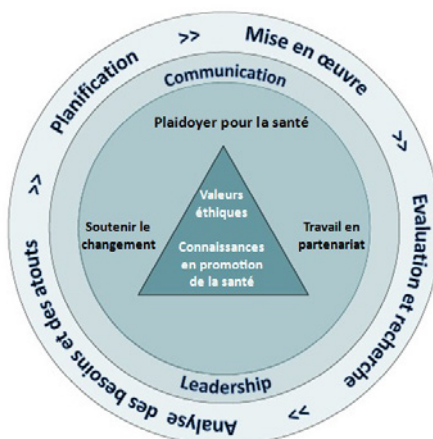 Planification
>>
Mise en œuvre
>>
Evaluation et recherche
>>
Analyse des besoins et des atouts
>>
Communication
Plaidoyer pour la santé
Soutenir le
changement
Valeurs
éthiques
Connaissances
en promotion
de la santé
Travail en
partenariat
Leadership